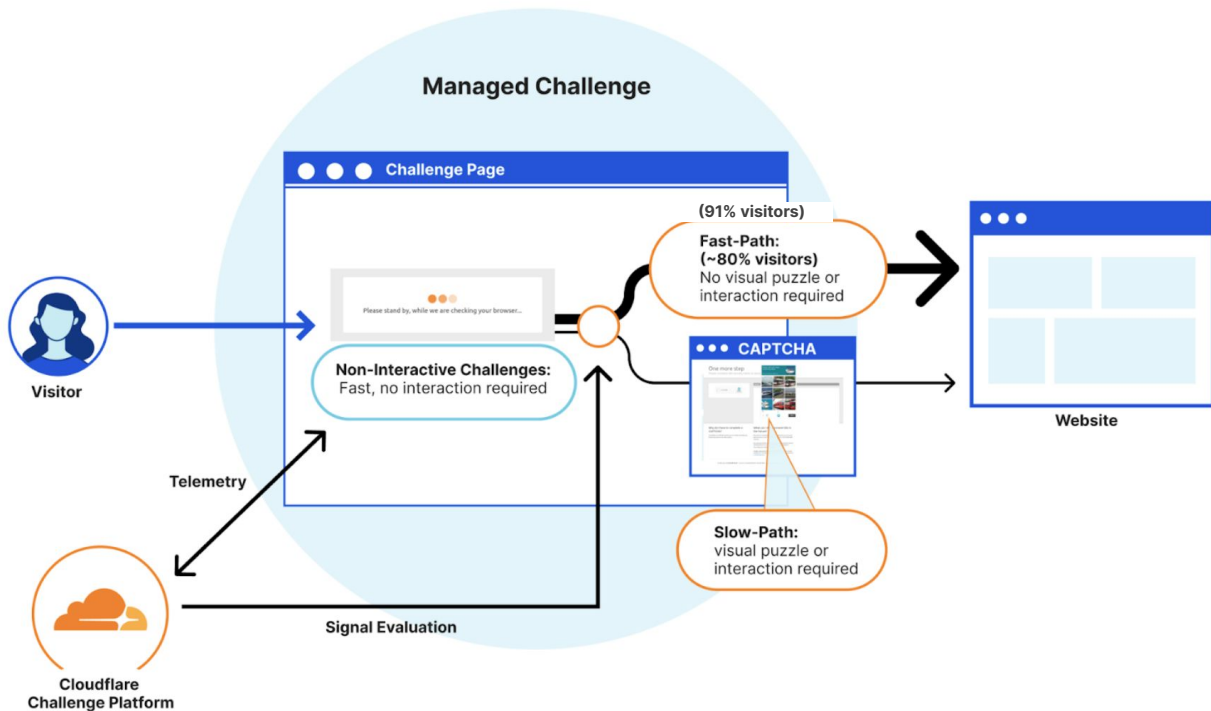 Managed Challenge
Challenge Page
(91% visitors)
Fast-Path:
(~80% visitors)
No visual puzzle or
interaction required
Please stand by, while we are checking your browser...
Non-Interactive Challenges:
Fast, no interaction required
CAPTCHA
One more step
Visitor
Website
Telemetry
Slow-Path:
visual puzzle or
interaction required
Signal Evaluation
Cloudflare
Challenge Platform